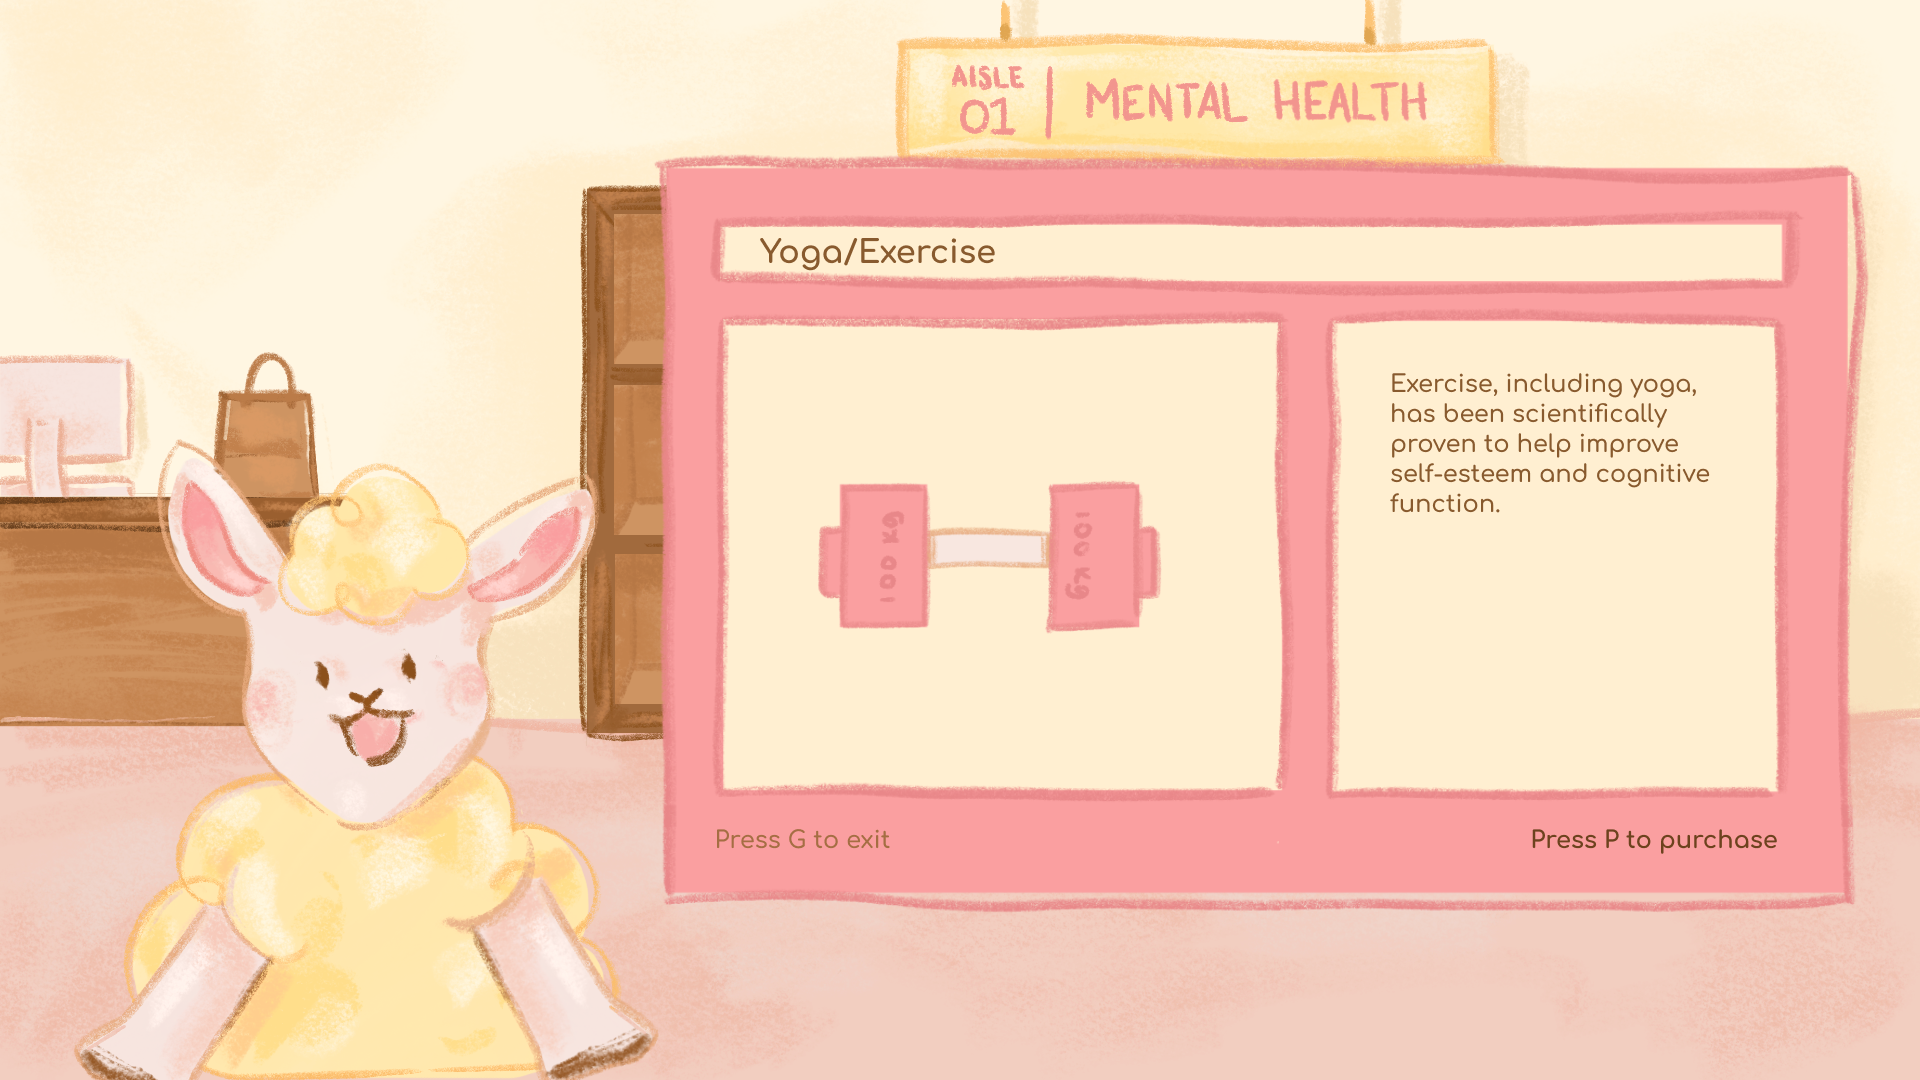 AISLE
01
MENTAL HEALTH
Yoga/Exercise
100 Kg
100 Kg
Exercise, including yoga,
has been scientifically
proven to help improve
self-esteem and cognitive
function.
Press G to exit
Press P to purchase